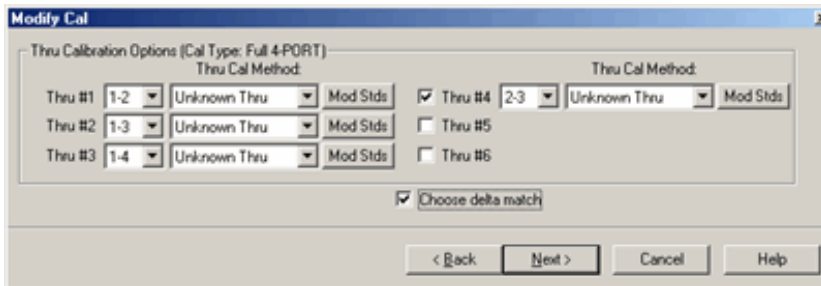 Modify Cal
Thru Calibration Options (Cal Type: Full 4-PORT)
Thru Cal Method:
Thru Cal Method:
Thru #1 1-2 Unknown Thru Mod Stds
Thru #4 2-3 Unknown Thru Mod Stds
Thru #2 1-3 Unknown Thru Mod Stds
Thru #5
Thru #3 1-4 Unknown Thru Mod Stds
Thru #6
Choose delta match
< Back
Next >
Cancel
Help